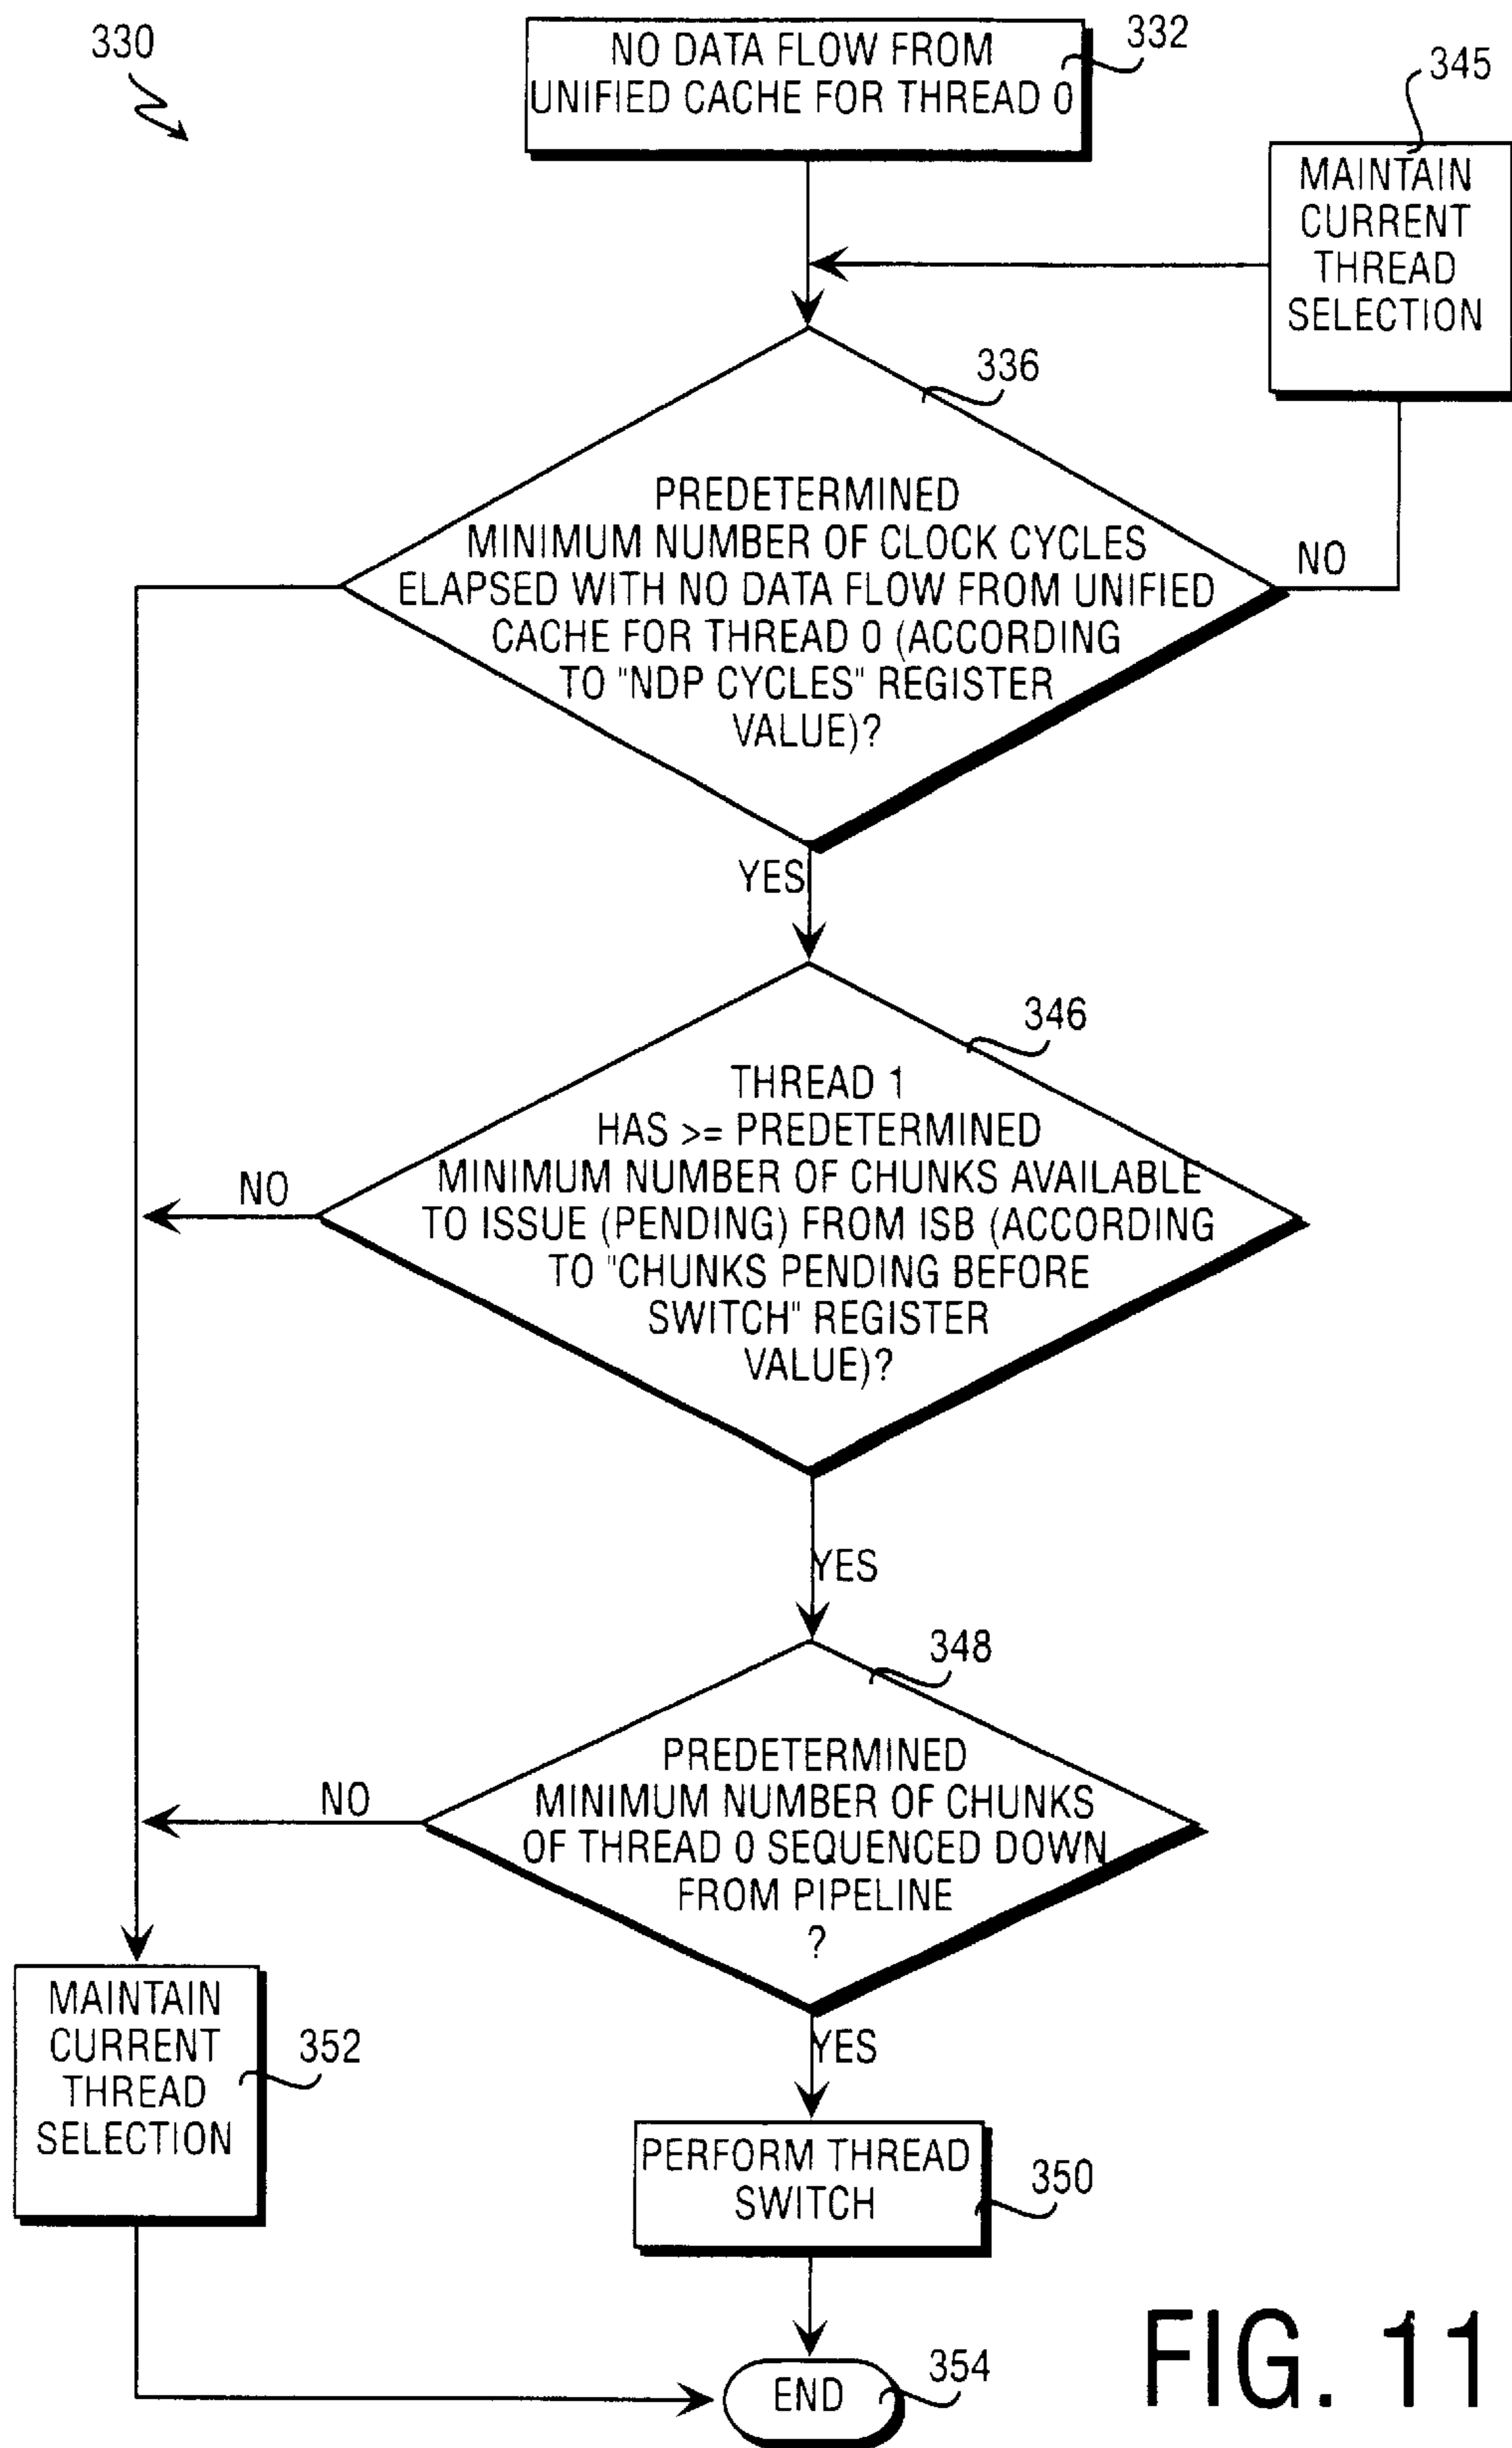 330
NO DATA FLOW FROM
UNIFIED CACHE FOR THREAD 0
332
345
MAINTAIN
CURRENT
THREAD
SELECTION
336
PREDETERMINED
MINIMUM NUMBER OF CLOCK CYCLES
ELAPSED WITH NO DATA FLOW FROM UNIFIED
CACHE FOR THREAD 0 (ACCORDING
TO "NDP CYCLES" REGISTER
VALUE)?
NO
YES
346
THREAD 1
HAS >= PREDETERMINED
MINIMUM NUMBER OF CHUNKS AVAILABLE
TO ISSUE (PENDING) FROM ISB (ACCORDING
TO "CHUNKS PENDING BEFORE
SWITCH" REGISTER
VALUE)?
NO
YES
348
PREDETERMINED
MINIMUM NUMBER OF CHUNKS
OF THREAD 0 SEQUENCED DOWN
FROM PIPELINE
?
NO
YES
MAINTAIN
CURRENT
THREAD
SELECTION
352
PERFORM THREAD
SWITCH
350
END
354
FIG. 11